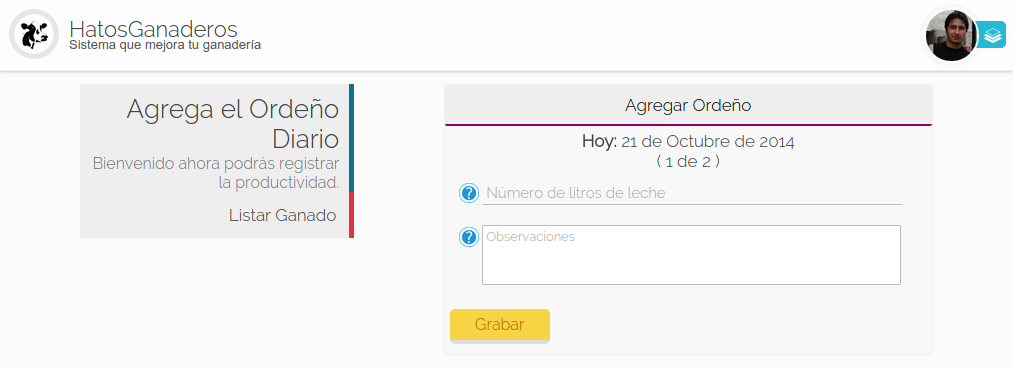 HatosGanaderos
Sistema que mejora tu ganadería
Agrega el Ordeño
Diario
Bienvenido ahora podrás registrar
la productividad.
Listar Ganado
Agregar Ordeño
Hoy: 21 de Octubre de 2014
( 1 de 2 )
? Número de litros de leche
? Observaciones
Grabar